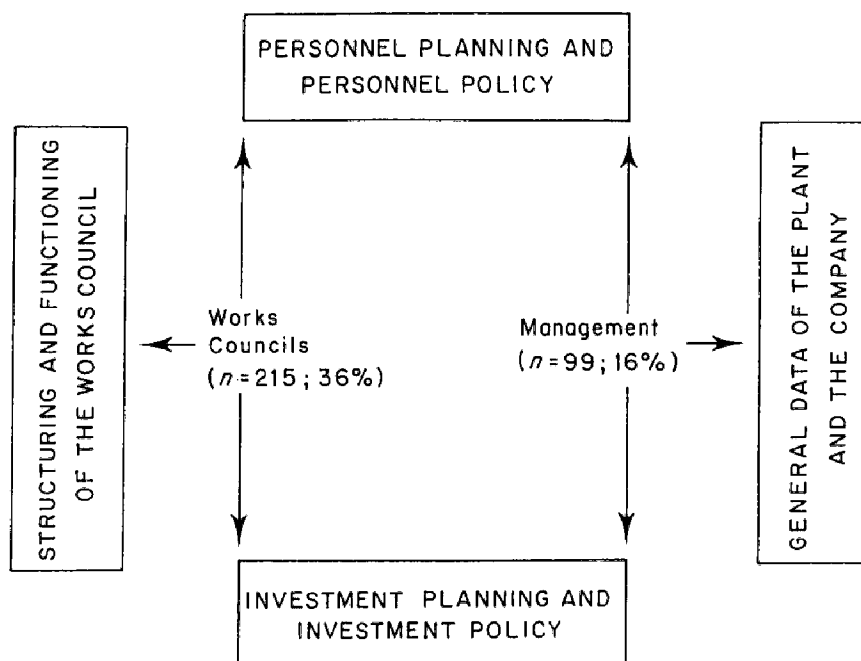 PERSONNEL PLANNING AND
PERSONNEL POLICY
STRUCTURING AND FUNCTIONING
OF THE WORKS COUNCIL
Works
Councils
(n=215; 36%)
Management
(n=99; 16%)
GENERAL DATA OF THE PLANT
AND THE COMPANY
INVESTMENT PLANNING AND
INVESTMENT POLICY